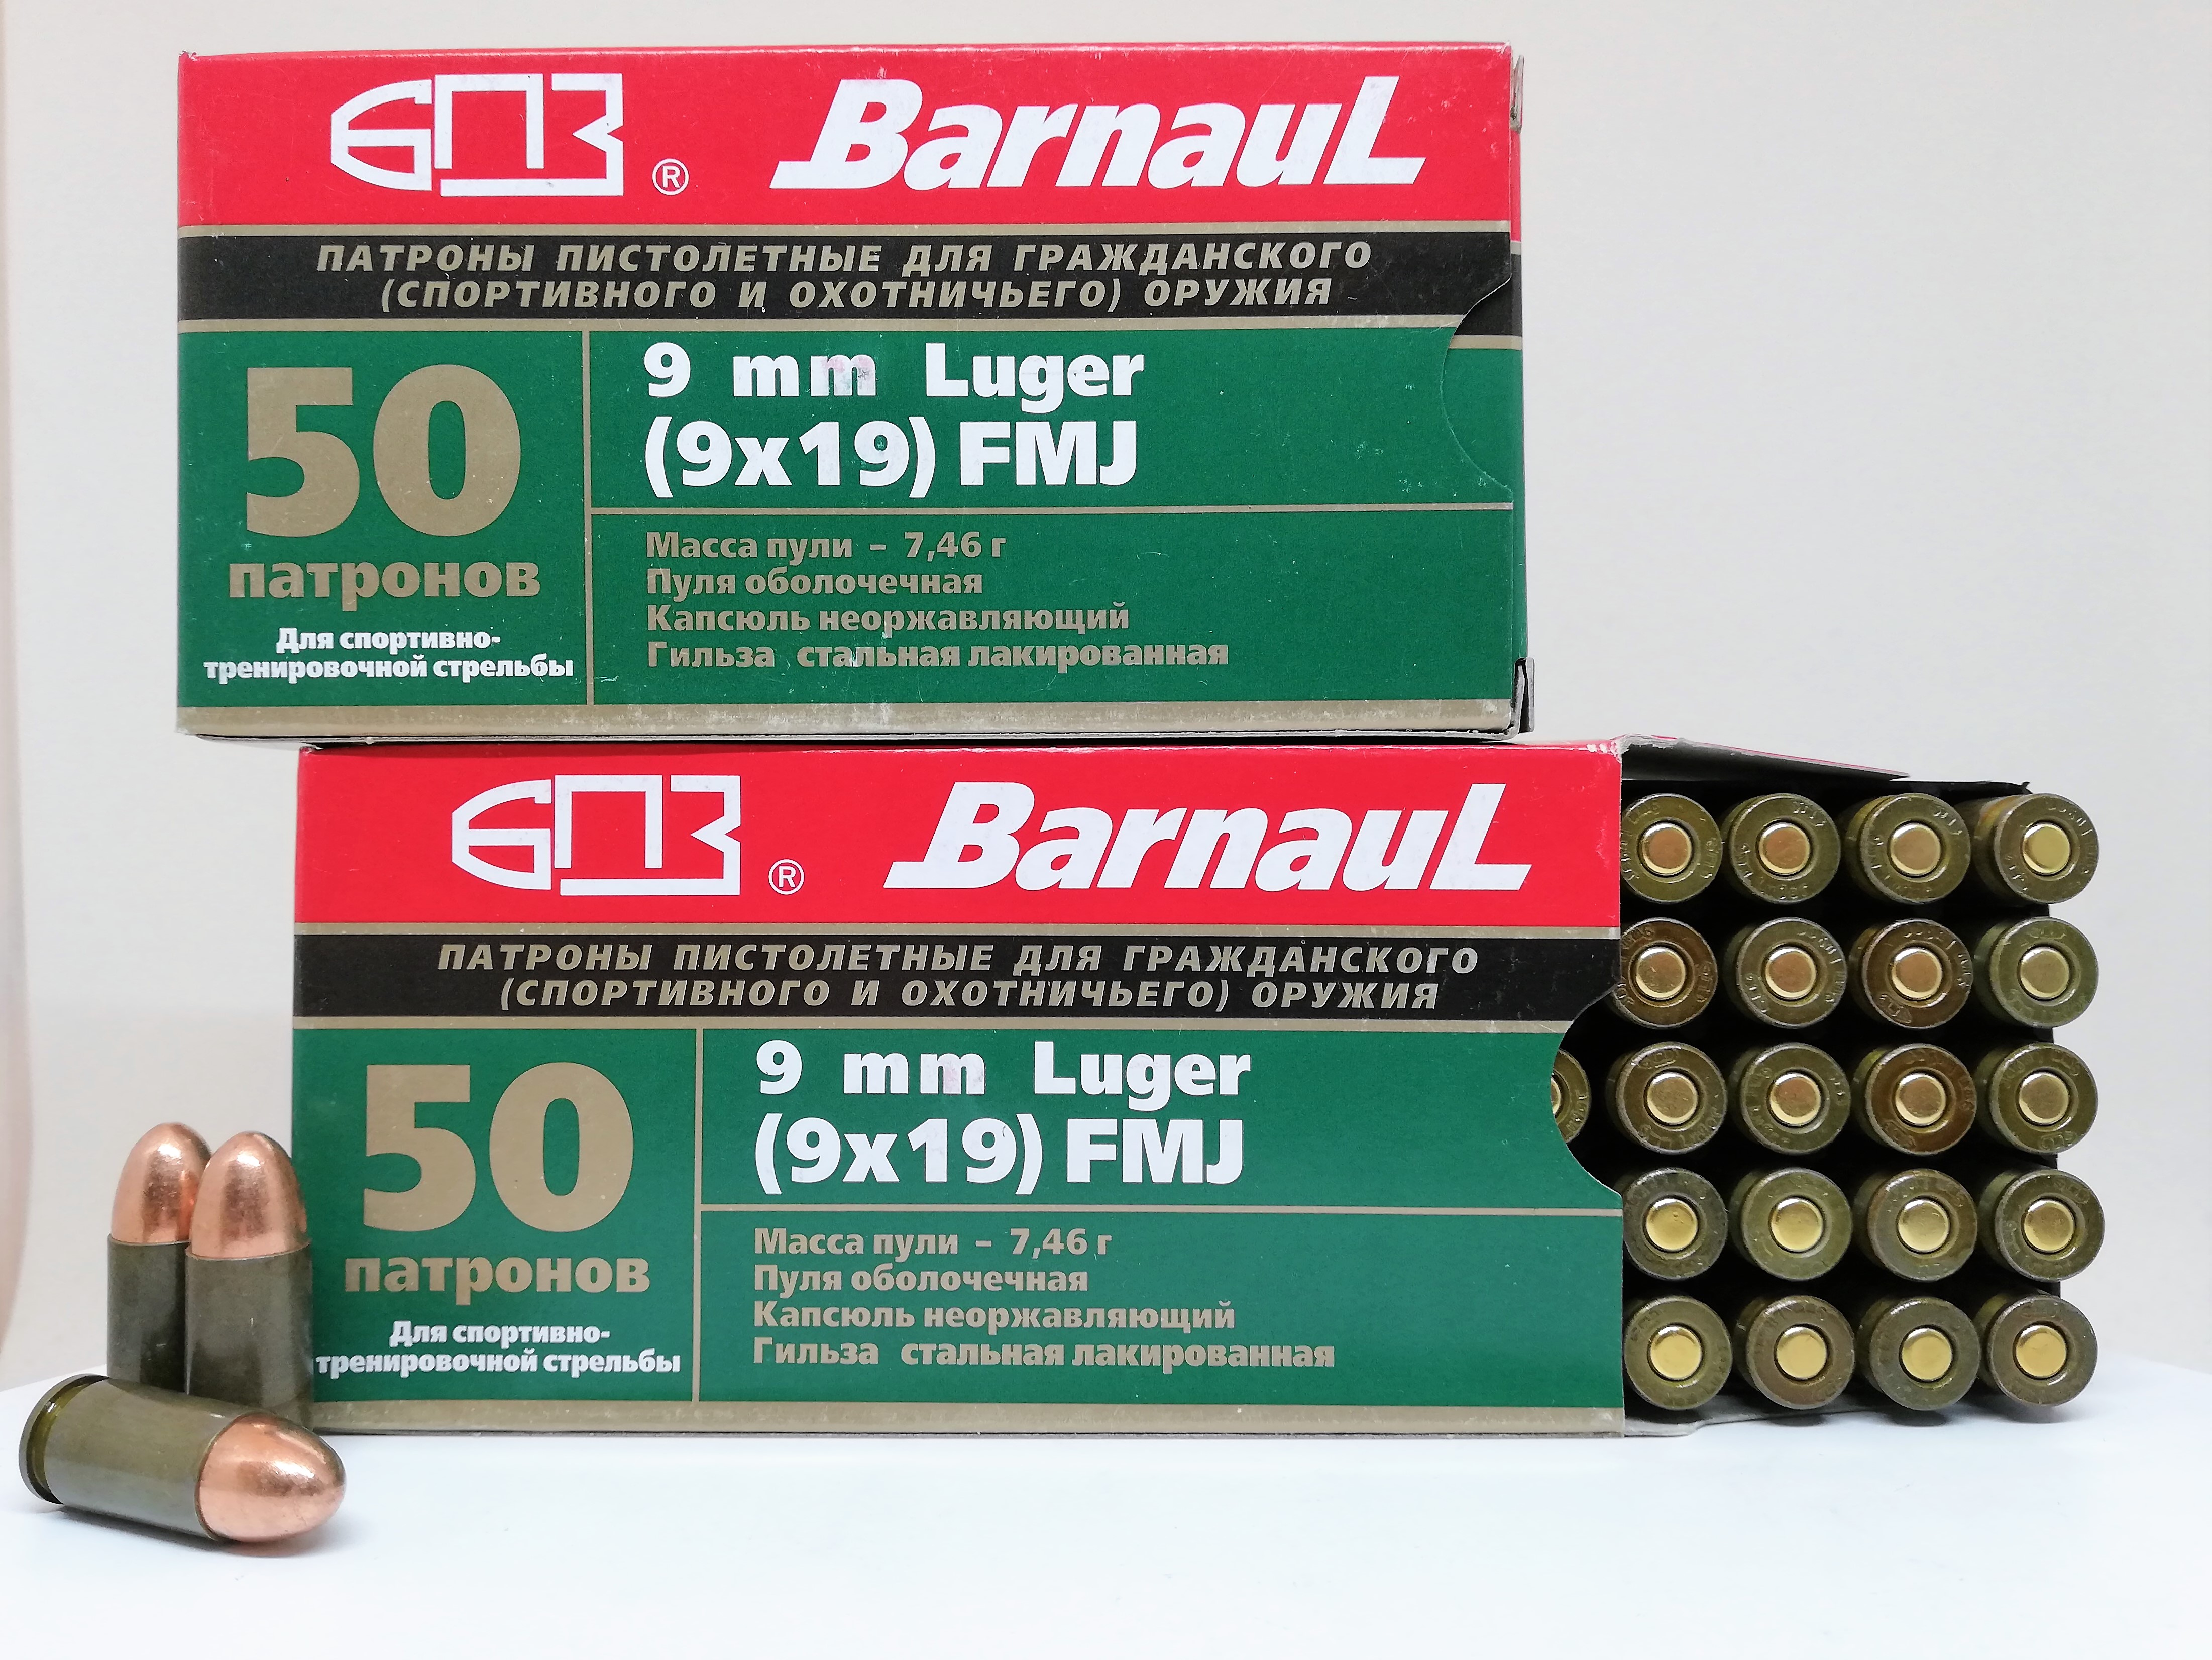 БПЗ ® Barnaul
ПАТРОНЫ ПИСТОЛЕТНЫЕ ДЛЯ ГРАЖДАНСКОГО
(СПОРТИВНОГО И ОХОТНИЧЬЕГО) ОРУЖИЯ
50
патронов
Для спортивно-
тренировочной стрельбы
9 mm Luger
(9x19) FMJ
Масса пули – 7,46 г
Пуля оболочечная
Капсюль неоржавляющий
Гильза стальная лакированная
БПЗ ® Barnaul
ПАТРОНЫ ПИСТОЛЕТНЫЕ ДЛЯ ГРАЖДАНСКОГО
(СПОРТИВНОГО И ОХОТНИЧЬЕГО) ОРУЖИЯ
50
патронов
Для спортивно-
тренировочной стрельбы
9 mm Luger
(9x19) FMJ
Масса пули – 7,46 г
Пуля оболочечная
Капсюль неоржавляющий
Гильза стальная лакированная